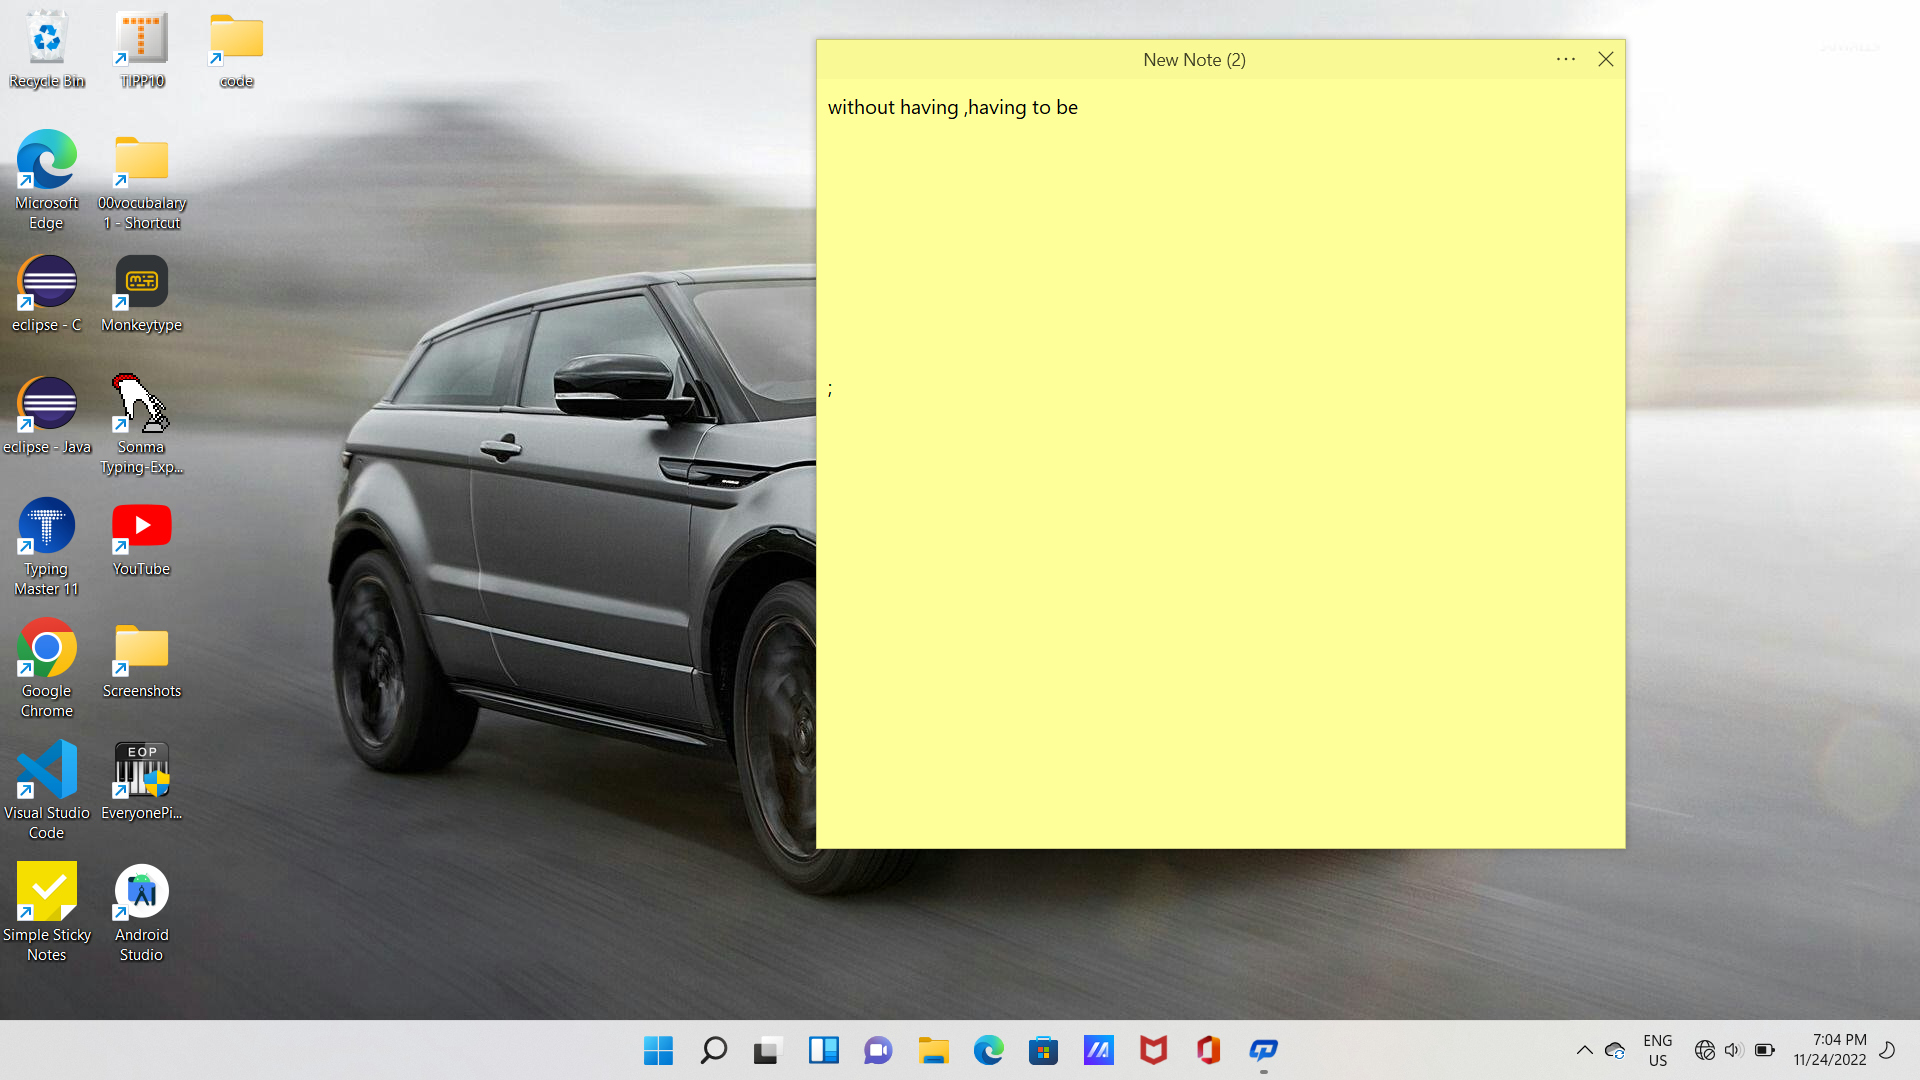 Recycle Bin
TIPP10
code
Microsoft
Edge
00vocubalary
1 - Shortcut
eclipse - C
Monkeytype
eclipse - Java
Sonma
Typing-Exp...
Typing
Master 11
YouTube
Google
Chrome
Screenshots
Visual Studio
Code
EOP
EveryonePi...
Simple Sticky
Notes
Android
Studio
New Note (2)
without having ,having to be
;
ENG
US
7:04 PM
11/24/2022